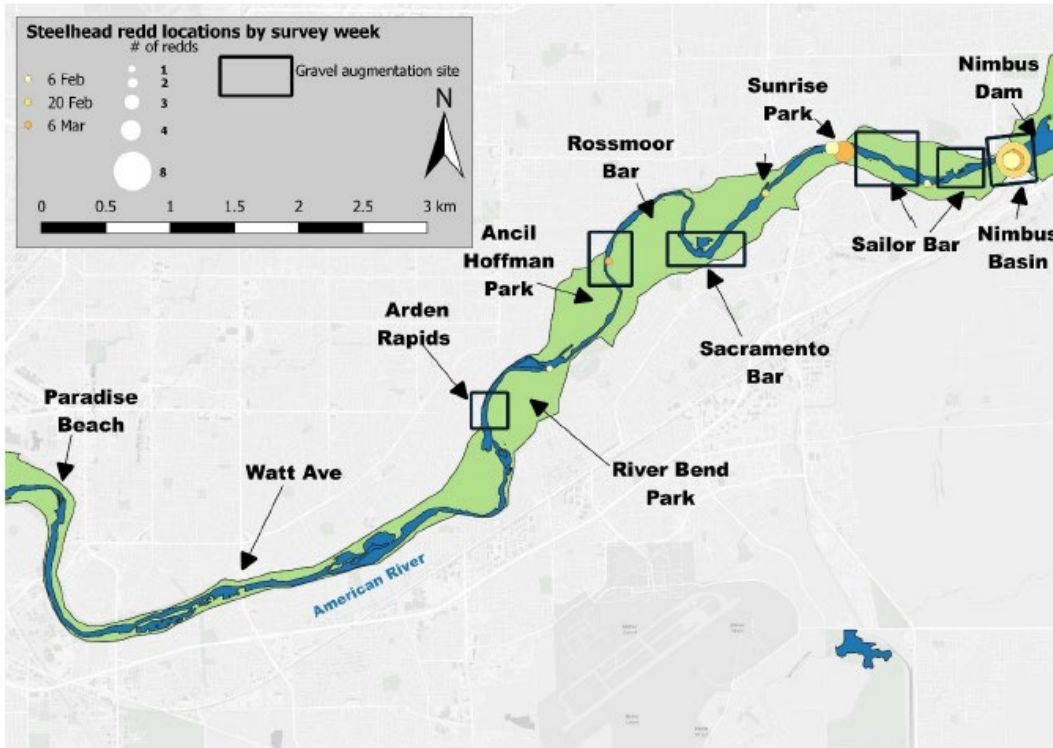 Steelhead redd locations by survey week
# of redds
6 Feb
20 Feb
6 Mar
1
2
3
4
8
Gravel augmentation site
N
0 0.5 1 1.5 2 2.5 3 km
Nimbus
Dam
Sunrise
Park
Rossmoor
Bar
Sailor Bar
Nimbus
Basin
Ancil
Hoffman
Park
Arden
Rapids
Sacramento
Bar
Paradise
Beach
Watt Ave
River Bend
Park
American River